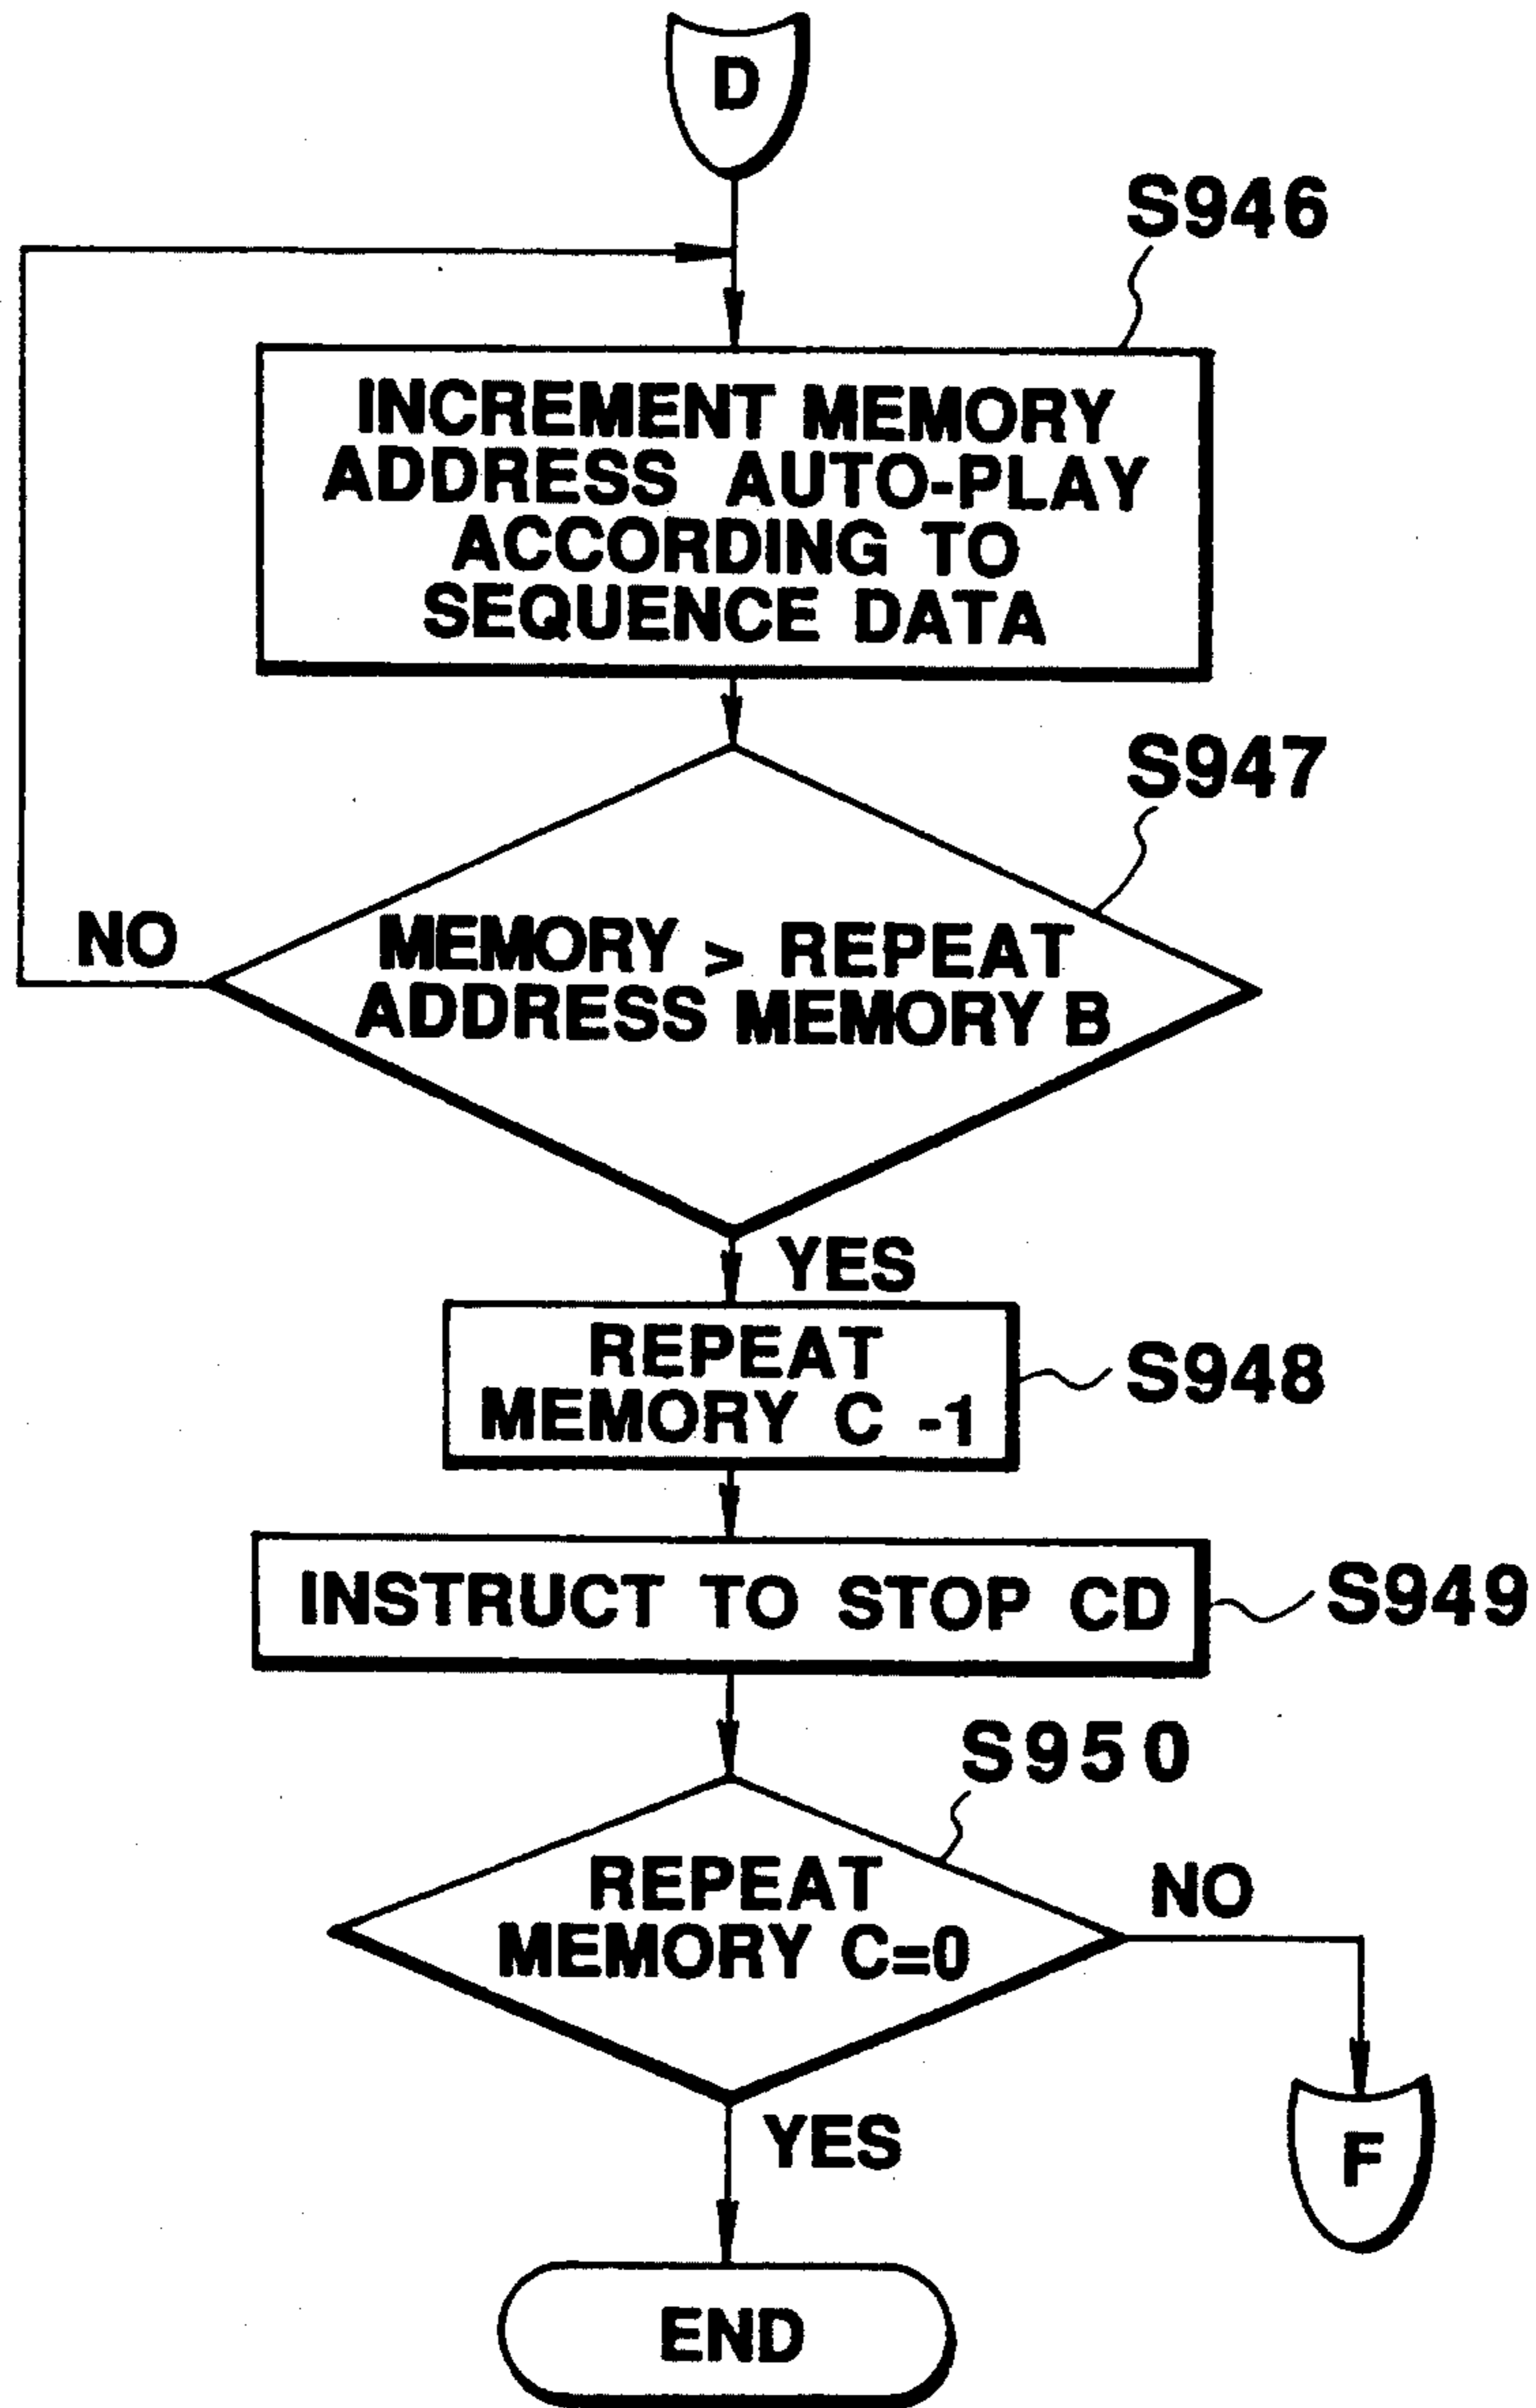 D
S946
INCREMENT MEMORY
ADDRESS AUTO-PLAY
ACCORDING TO
SEQUENCE DATA
S947
NO
MEMORY > REPEAT
ADDRESS MEMORY B
YES
REPEAT
MEMORY C -1
S948
INSTRUCT TO STOP CD
S949
S950
REPEAT
MEMORY C=0
NO
YES
F
END